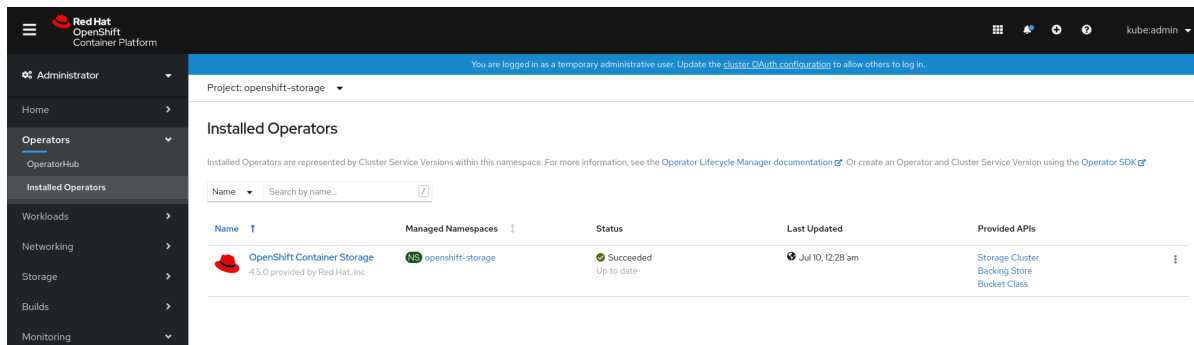 Red Hat
OpenShift
Container Platform
kube:admin
Administrator
You are logged in as a temporary administrative user. Update the cluster OAuth configuration to allow others to log in.
Project: openshift-storage
Home
Operators
OperatorHub
Installed Operators
Workloads
Networking
Storage
Builds
Monitoring
Installed Operators
Installed Operators are represented by Cluster Service Versions within this namespace. For more information, see the Operator Lifecycle Manager documentation. Or create an Operator and Cluster Service Version using the Operator SDK.
Name Search by name... /
Name Managed Namespaces Status Last Updated Provided APIs
OpenShift Container Storage NS openshift-storage Succeeded Jul 10, 12:28 am Storage Cluster
4.5.0 provided by Red Hat, Inc Up to date Backing Store
Bucket Class